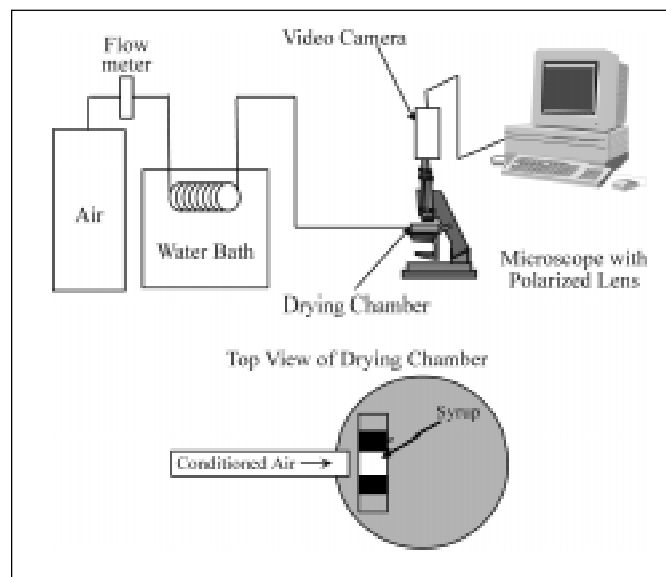 Flow
meter
Video Camera
Air
Water Bath
Drying Chamber
Microscope with
Polarized Lens
Top View of Drying Chamber
Syrup
Conditioned Air →